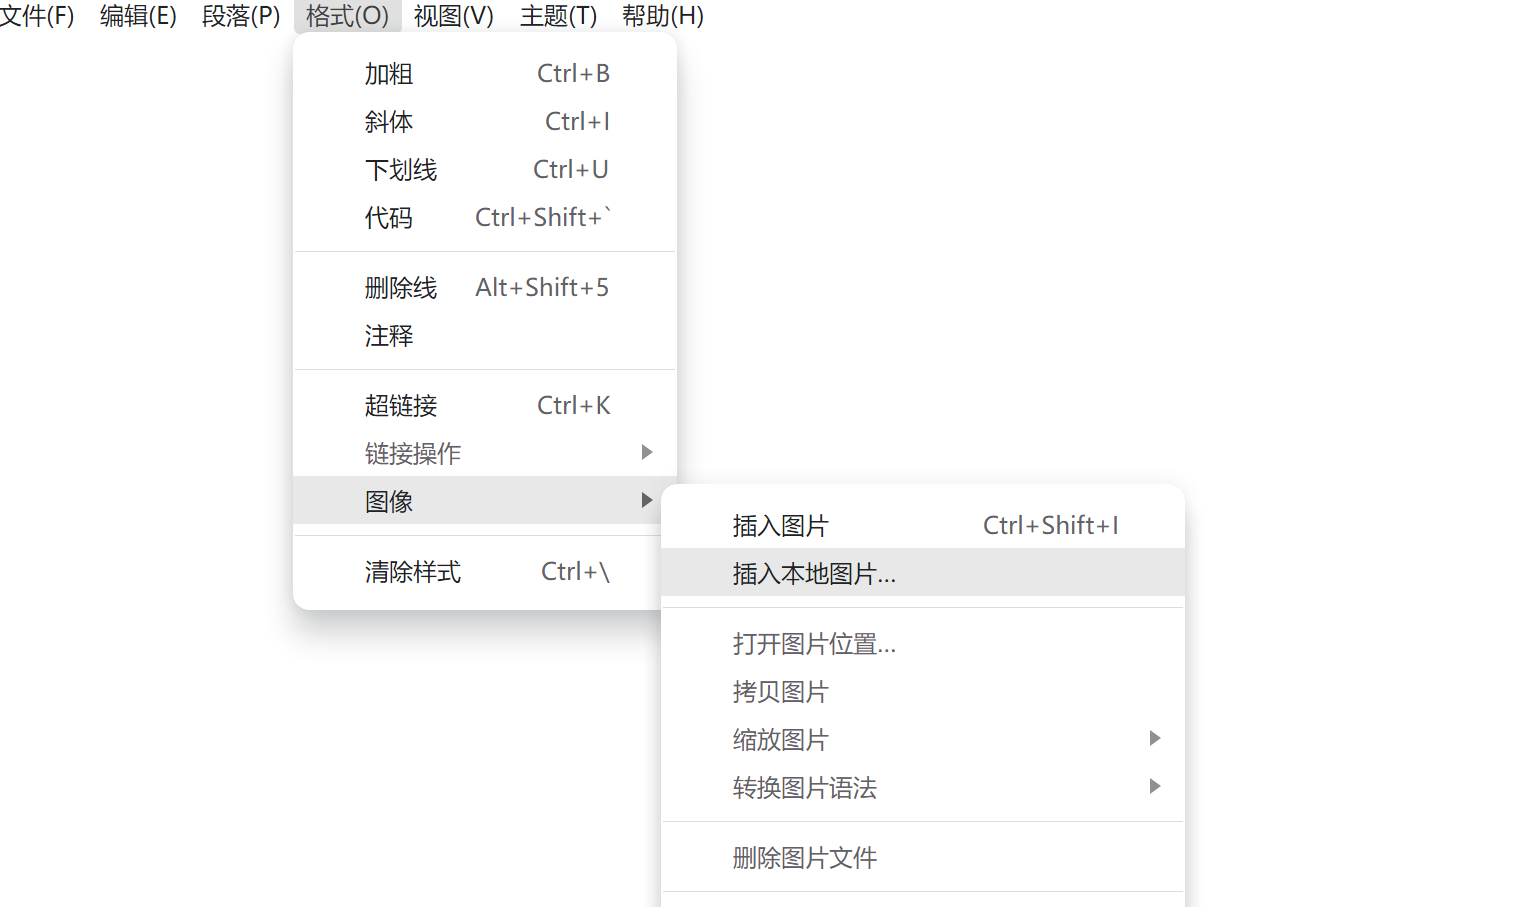 文件(F) 编辑(E) 段落(P) 格式(O) 视图(V) 主题(T) 帮助(H)
加粗 Ctrl+B
斜体 Ctrl+I
下划线 Ctrl+U
代码 Ctrl+Shift+`
删除线 Alt+Shift+5
注释
超链接 Ctrl+K
链接操作
图像
清除样式 Ctrl+\
插入图片 Ctrl+Shift+I
插入本地图片...
打开图片位置...
拷贝图片
缩放图片
转换图片语法
删除图片文件